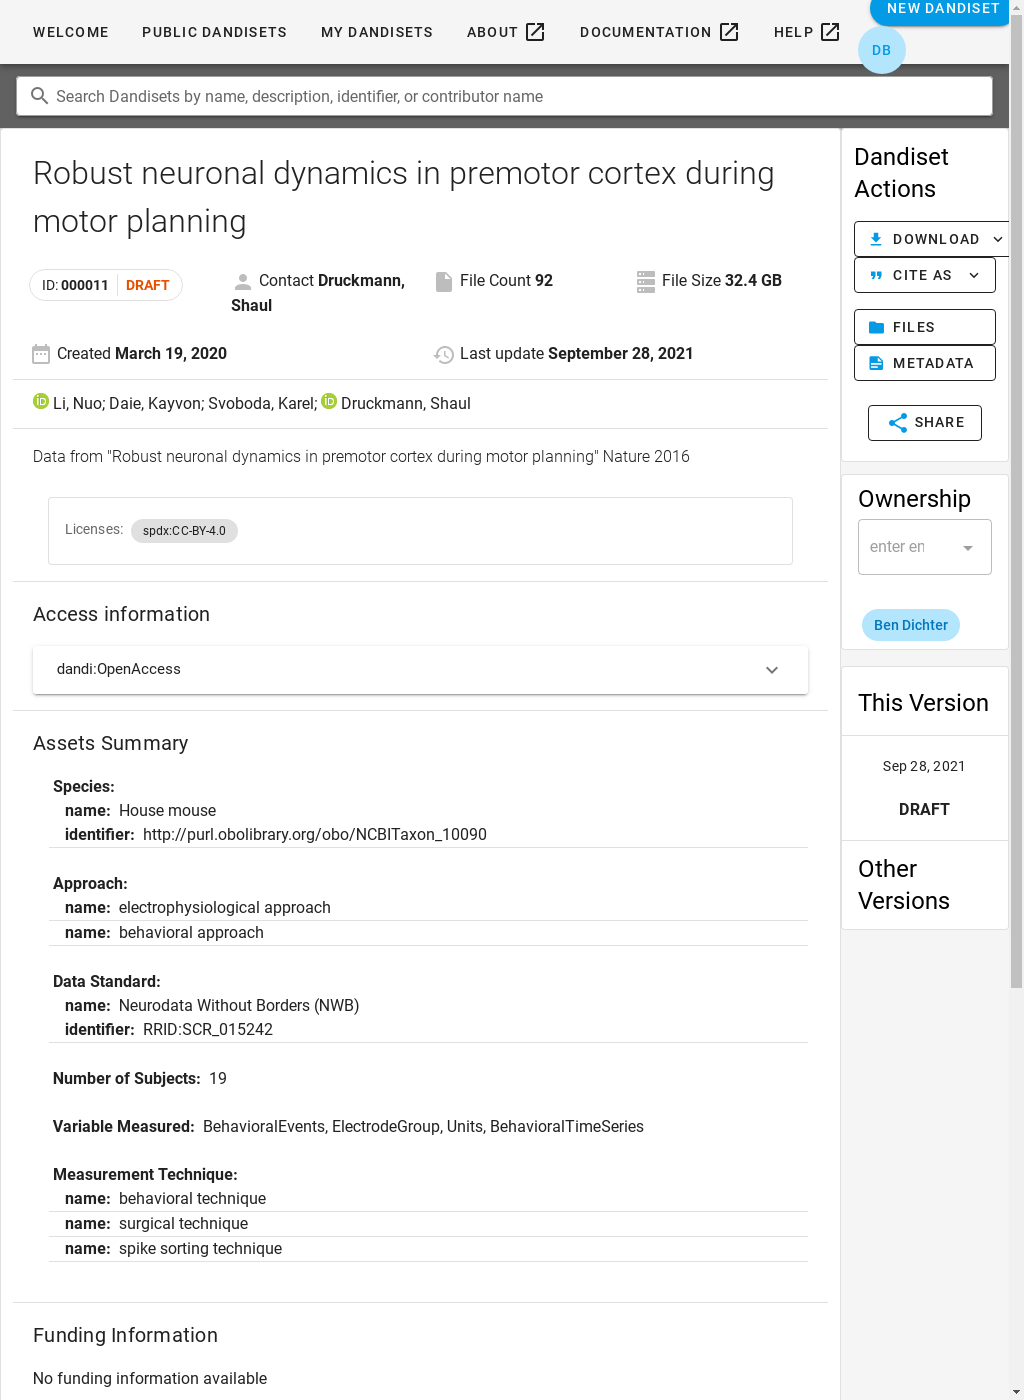 WELCOME PUBLIC DANDISETS MY DANDISETS ABOUT DOCUMENTATION HELP NEW DANDISET
DB
Search Dandisets by name, description, identifier, or contributor name
Robust neuronal dynamics in premotor cortex during
motor planning
ID: 000011 DRAFT
Contact Druckmann,
Shaul
File Count 92
File Size 32.4 GB
Created March 19, 2020
Last update September 28, 2021
iD Li, Nuo; Daie, Kayvon; Svoboda, Karel; iD Druckmann, Shaul
Data from "Robust neuronal dynamics in premotor cortex during motor planning" Nature 2016
Licenses: spdx:CC-BY-4.0
Access information
dandi:OpenAccess
Assets Summary
Species:
name: House mouse
identifier: http://purl.obolibrary.org/obo/NCBITaxon_10090
Approach:
name: electrophysiological approach
name: behavioral approach
Data Standard:
name: Neurodata Without Borders (NWB)
identifier: RRID:SCR_015242
Number of Subjects: 19
Variable Measured: BehavioralEvents, ElectrodeGroup, Units, BehavioralTimeSeries
Measurement Technique:
name: behavioral technique
name: surgical technique
name: spike sorting technique
Funding Information
No funding information available
Dandiset
Actions
DOWNLOAD
CITE AS
FILES
METADATA
SHARE
Ownership
enter en
Ben Dichter
This Version
Sep 28, 2021
DRAFT
Other
Versions